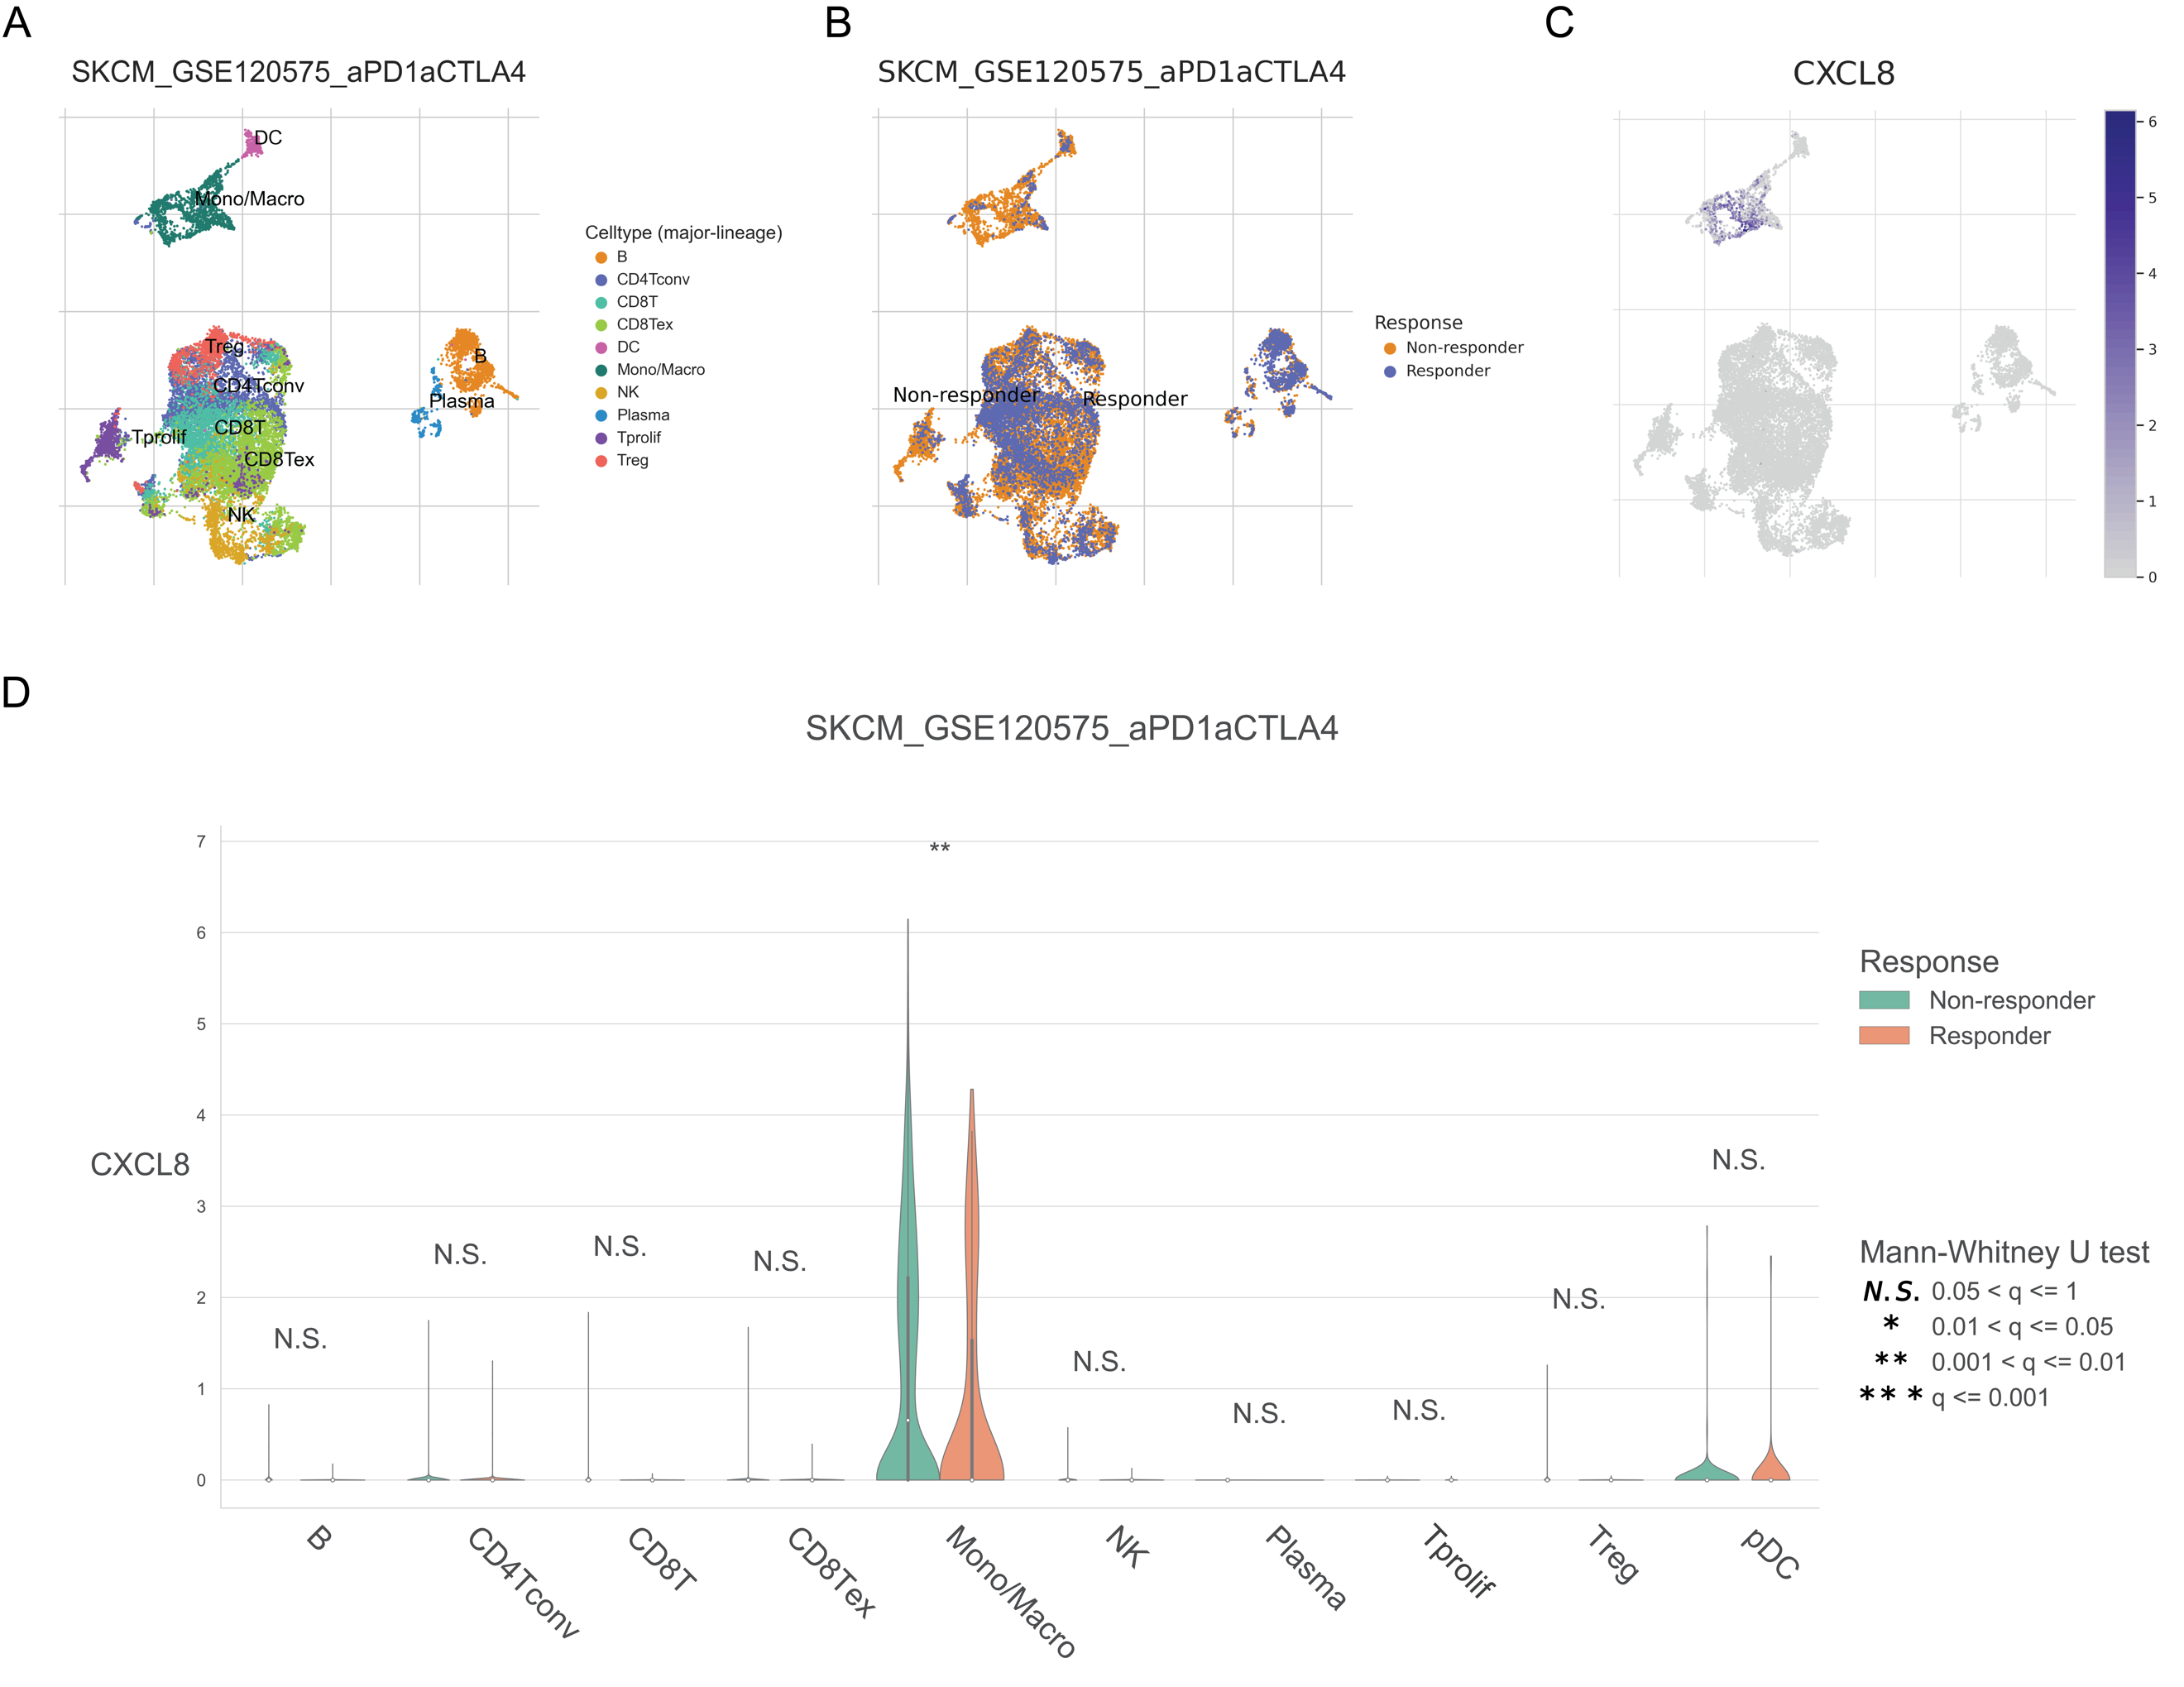 A
SKCM_GSE120575_aPD1aCTLA4
DC
Mono/Macro
Treg
CD4Tconv
B
Plasma
CD8T
Tprolif
CD8Tex
NK
Celltype (major-lineage)
B
CD4Tconv
CD8T
CD8Tex
DC
Mono/Macro
NK
Plasma
Tprolif
Treg
B
SKCM_GSE120575_aPD1aCTLA4
Non-responder
Responder
Response
Non-responder
Responder
C
CXCL8
6
5
4
3
2
1
0
D
SKCM_GSE120575_aPD1aCTLA4
CXCL8
7
6
5
4
3
2
1
0
N.S.
N.S.
N.S.
N.S.
**
N.S.
N.S.
N.S.
N.S.
N.S.
B
CD4Tconv
CD8T
CD8Tex
Mono/Macro
NK
Plasma
Tprolif
Treg
pDC
Response
Non-responder
Responder
Mann-Whitney U test
N.S. 0.05 < q <= 1
* 0.01 < q <= 0.05
** 0.001 < q <= 0.01
*** q <= 0.001